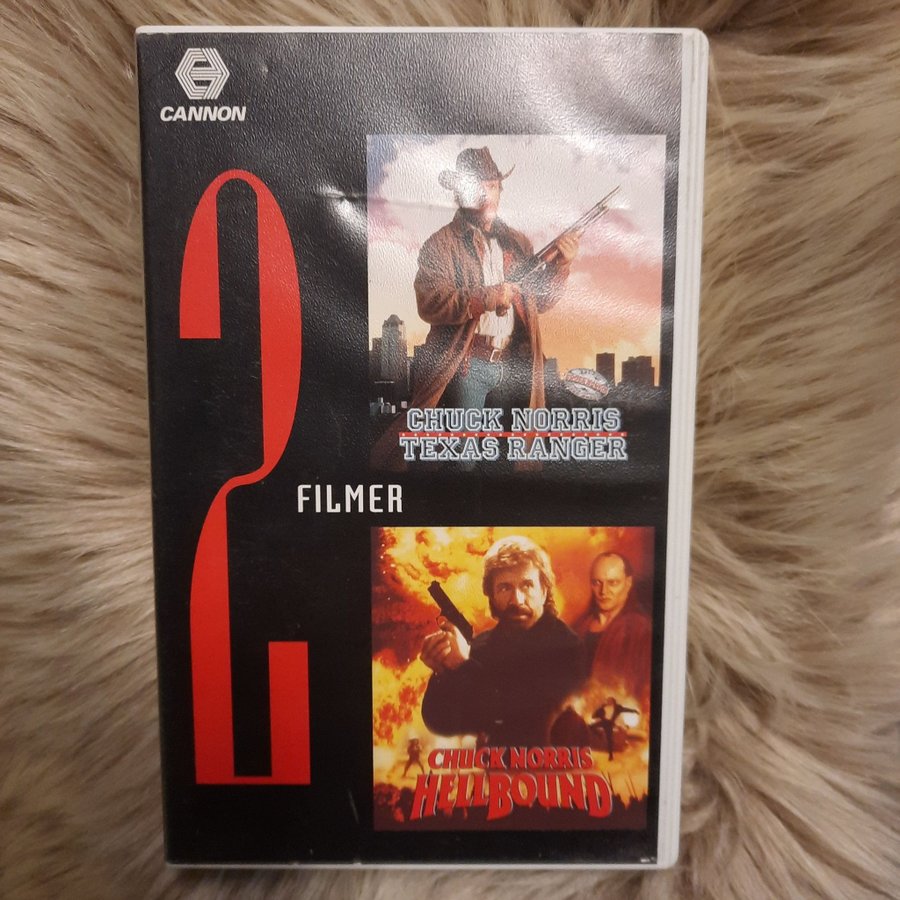 CANNON
2
CHUCK NORRIS
TEXAS RANGER
FILMER
CHUCK NORRIS
HELLBOUND